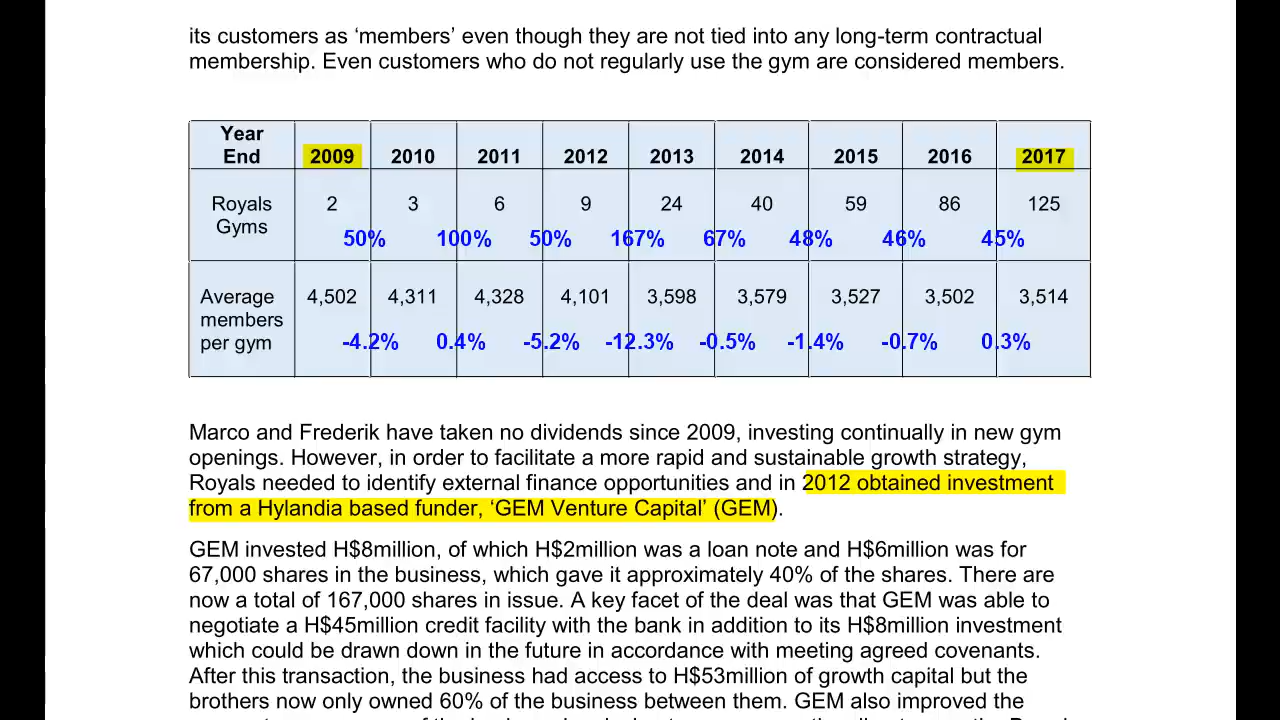 its customers as ‘members’ even though they are not tied into any long-term contractual
membership. Even customers who do not regularly use the gym are considered members.
Year End 2009 2010 2011 2012 2013 2014 2015 2016 2017
Royals Gyms 2 3 6 9 24 40 59 86 125
50% 100% 50% 167% 67% 48% 46% 45%
Average members per gym 4,502 4,311 4,328 4,101 3,598 3,579 3,527 3,502 3,514
-4.2% 0.4% -5.2% -12.3% -0.5% -1.4% -0.7% 0.3%
Marco and Frederik have taken no dividends since 2009, investing continually in new gym
openings. However, in order to facilitate a more rapid and sustainable growth strategy,
Royals needed to identify external finance opportunities and in 2012 obtained investment
from a Hylandia based funder, ‘GEM Venture Capital’ (GEM).
GEM invested H$8million, of which H$2million was a loan note and H$6million was for
67,000 shares in the business, which gave it approximately 40% of the shares. There are
now a total of 167,000 shares in issue. A key facet of the deal was that GEM was able to
negotiate a H$45million credit facility with the bank in addition to its H$8million investment
which could be drawn down in the future in accordance with meeting agreed covenants.
After this transaction, the business had access to H$53million of growth capital but the
brothers now only owned 60% of the business between them. GEM also improved the